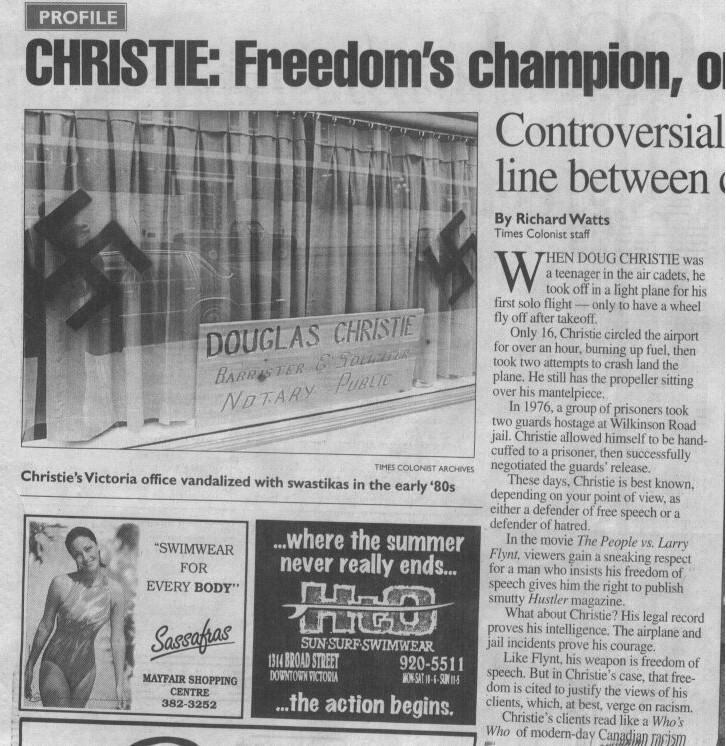 PROFILE
CHRISTIE: Freedom's champion, o
DOUGLAS CHRISTIE
BARRISTER & SOLICITOR
NOTARY PUBLIC
TIMES COLONIST ARCHIVES
Christie's Victoria office vandalized with swastikas in the early '80s
Controversial
line between
By Richard Watts
Times Colonist staff
WHEN DOUG CHRISTIE was
a teenager in the air cadets, he
took off in a light plane for his
first solo flight — only to have a wheel
fly off after takeoff.
Only 16, Christie circled the airport
for over an hour, burning up fuel, then
took two attempts to crash land the
plane. He still has the propeller sitting
over his mantelpiece.
In 1976, a group of prisoners took
two guards hostage at Wilkinson Road
jail. Christie allowed himself to be hand-
cuffed to a prisoner, then successfully
negotiated the guards' release.
These days, Christie is best known,
depending on your point of view, as
either a defender of free speech or a
defender of hatred.
In the movie The People vs. Larry
Flynt, viewers gain a sneaking respect
for a man who insists his freedom of
speech gives him the right to publish
smutty Hustler magazine.
What about Christie? His legal record
proves his intelligence. The airplane and
jail incidents prove his courage.
Like Flynt, his weapon is freedom of
speech. But in Christie's case, that free-
dom is cited to justify the views of his
clients, which, at best, verge on racism.
Christie's clients read like a Who's
Who of modern-day Canadian racism
"SWIMWEAR
FOR
EVERY BODY"
Sassafras
MAYFAIR SHOPPING
CENTRE
382-3252
...where the summer
never really ends...
H2O
SUN·SURF·SWIMWEAR
1314 BROAD STREET
DOWNTOWN VICTORIA
920-5511
MON-SAT 10-6 · SUN 11-5
...the action begins.